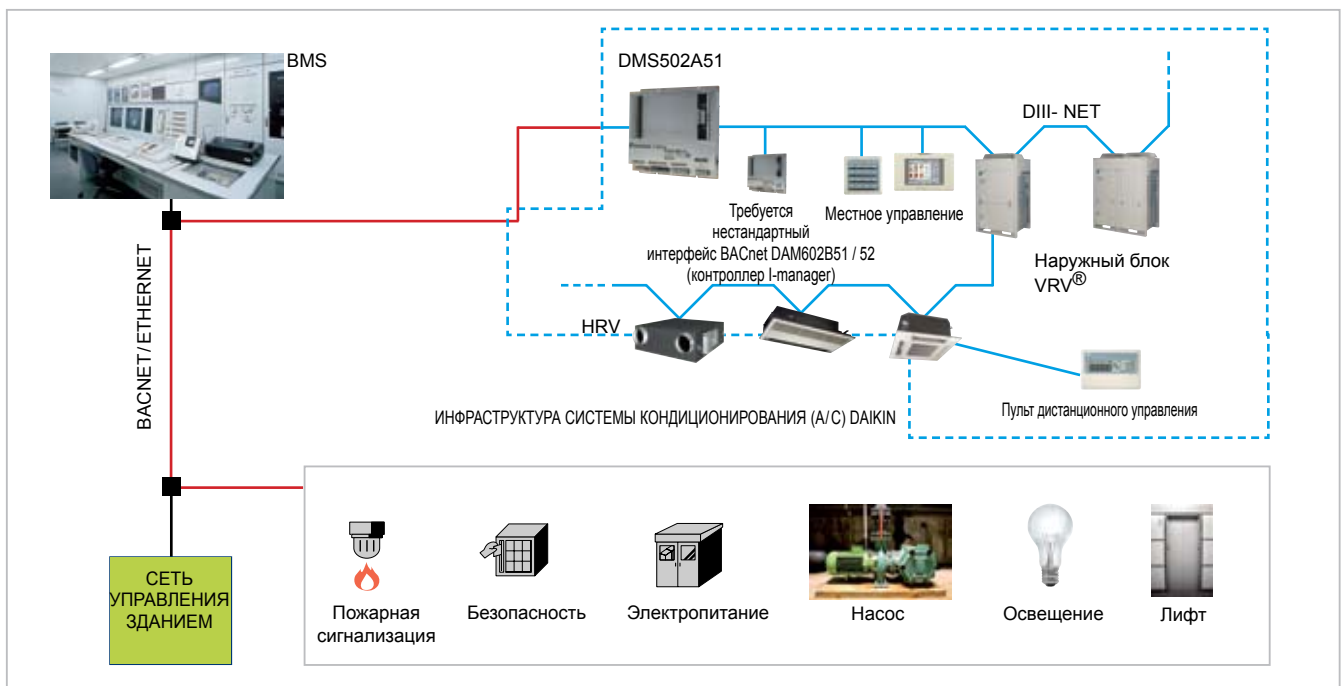 BMS
DMS502A51
DIII- NET
Требуется
нестандартный
интерфейс BACnet DAM602B51 / 52
(контроллер I-manager)
Местное управление
Наружный блок
VRV®
HRV
BACNET/ETHERNET
Пульт дистанционного управления
ИНФРАСТРУКТУРА СИСТЕМЫ КОНДИЦИОНИРОВАНИЯ (A/C) DAIKIN
СЕТЬ
УПРАВЛЕНИЯ
ЗДАНИЕМ
Пожарная
сигнализация
Безопасность
Электропитание
Насос
Освещение
Лифт